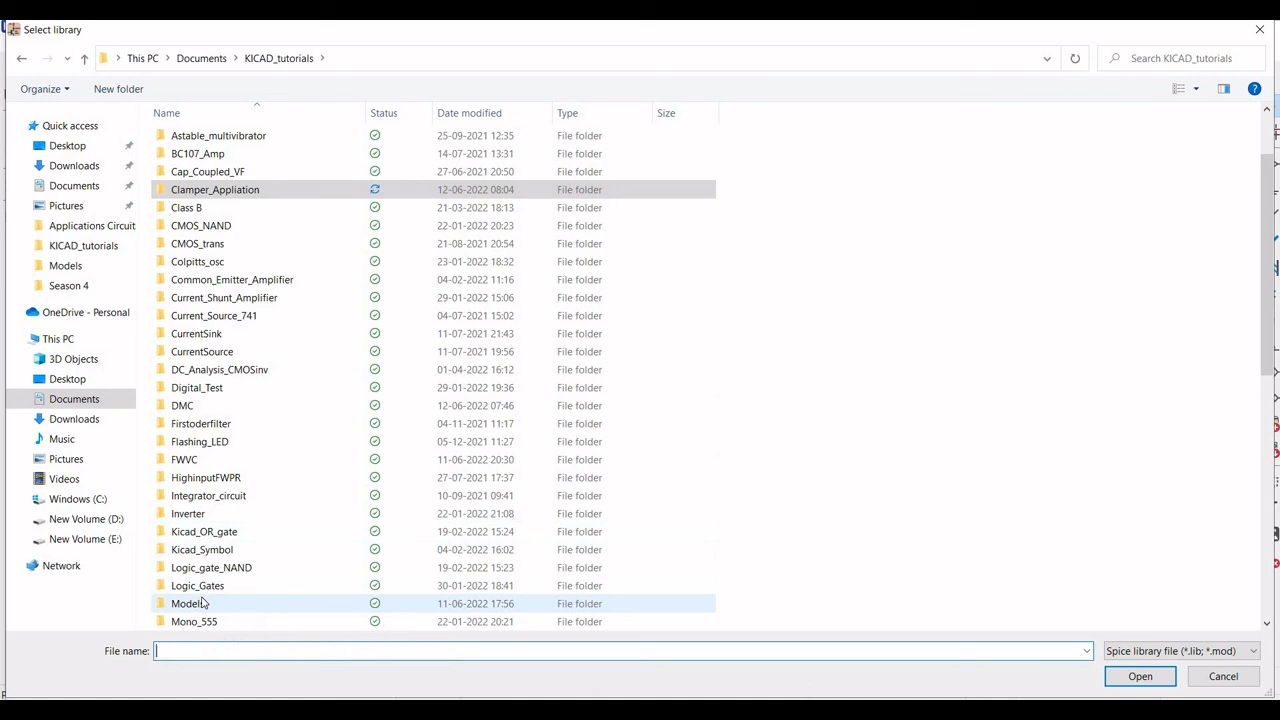 Select library
This PC > Documents > KICAD_tutorials >
Search KICAD_tutorials
Organize
New folder
Name Status Date modified Type Size
Quick access
Desktop
Downloads
Documents
Pictures
Applications Circuit
KICAD_tutorials
Models
Season 4
OneDrive - Personal
This PC
3D Objects
Desktop
Documents
Downloads
Music
Pictures
Videos
Windows (C:)
New Volume (D:)
New Volume (E:)
Network
Astable_multivibrator 25-09-2021 12:35 File folder
BC107_Amp 14-07-2021 13:31 File folder
Cap_Coupled_VF 27-06-2021 20:50 File folder
Clamper_Appliation 12-06-2022 08:04 File folder
Class B 21-03-2022 18:13 File folder
CMOS_NAND 22-01-2022 20:23 File folder
CMOS_trans 21-08-2021 20:54 File folder
Colpitts_osc 23-01-2022 18:32 File folder
Common_Emitter_Amplifier 04-02-2022 11:16 File folder
Current_Shunt_Amplifier 29-01-2022 15:06 File folder
Current_Source_741 04-07-2021 15:02 File folder
CurrentSink 11-07-2021 21:43 File folder
CurrentSource 11-07-2021 19:56 File folder
DC_Analysis_CMOSinv 01-04-2022 16:12 File folder
Digital_Test 29-01-2022 19:36 File folder
DMC 12-06-2022 07:46 File folder
Firstoderfilter 04-11-2021 11:17 File folder
Flashing_LED 05-12-2021 11:27 File folder
FWVC 11-06-2022 20:30 File folder
HighinputFWPR 27-07-2021 17:37 File folder
Integrator_circuit 10-09-2021 09:41 File folder
Inverter 22-01-2022 21:08 File folder
Kicad_OR_gate 19-02-2022 15:24 File folder
Kicad_Symbol 04-02-2022 16:02 File folder
Logic_gate_NAND 19-02-2022 15:23 File folder
Logic_Gates 30-01-2022 18:41 File folder
Models 11-06-2022 17:56 File folder
Mono_555 22-01-2022 20:21 File folder
File name:
Spice library file (*.lib; *.mod)
Open
Cancel